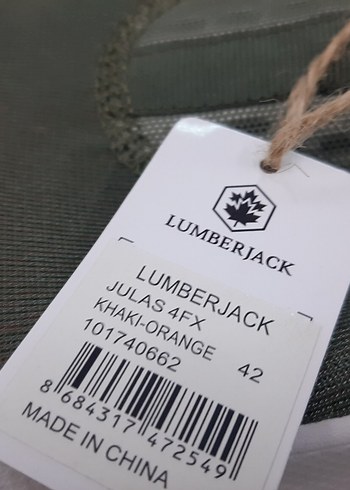 LUMBERJACK
LUMBERJACK
JULAS 4FX
KHAKI-ORANGE 42
101740662
8 684317 472549
MADE IN CHINA